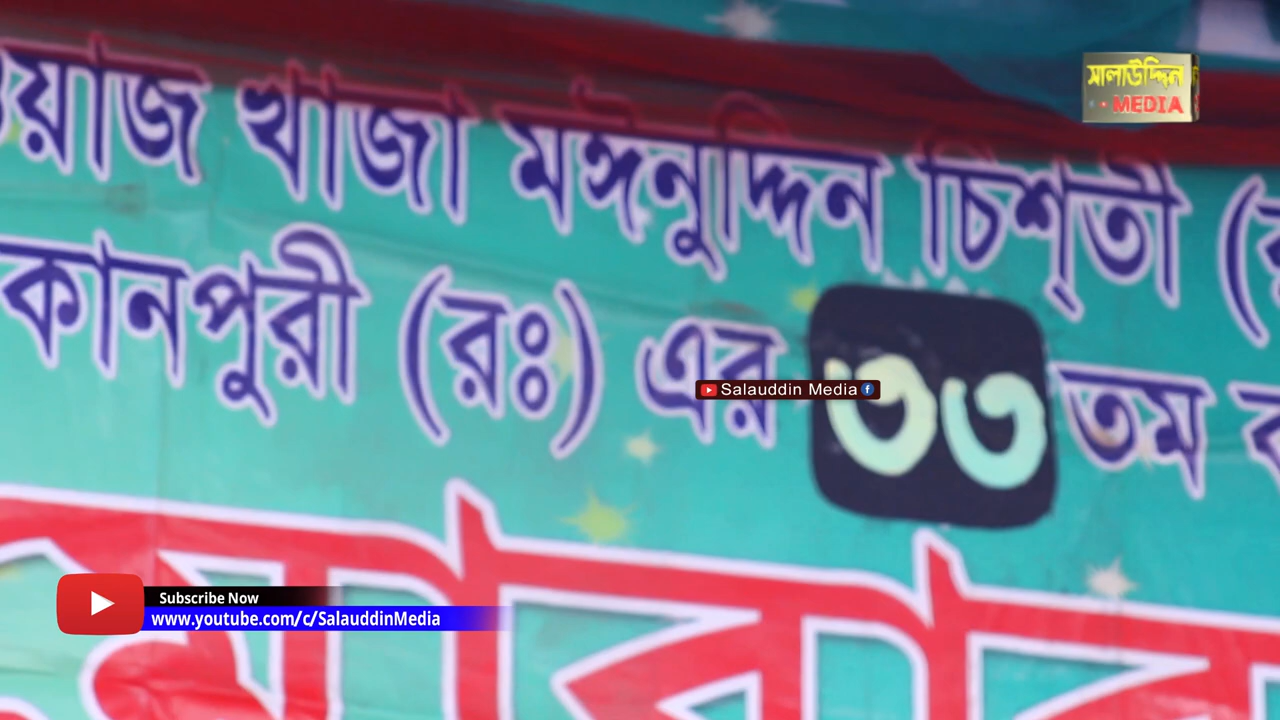 য়াজ খাজা মঈনুদ্দিন চিশ্তী (র
কানপুরী (রঃ) এর ৩৩ তম
সালাউদ্দিন
MEDIA
Salauddin Media
Subscribe Now
www.youtube.com/c/SalauddinMedia